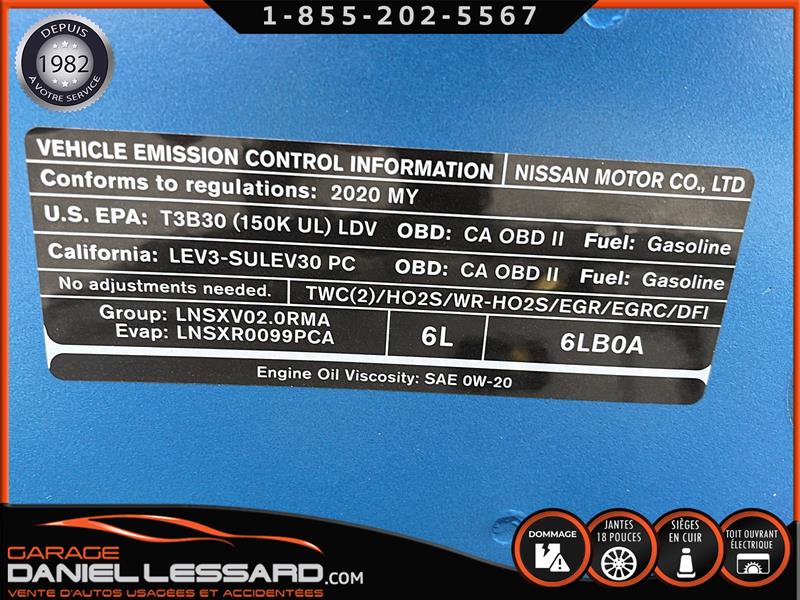 1-855-202-5567
DEPUIS
1982
A VOTRE SERVICE
VEHICLE EMISSION CONTROL INFORMATION | NISSAN MOTOR CO., LTD
Conforms to regulations: 2020 MY
U.S. EPA: T3B30 (150K UL) LDV OBD: CA OBD II Fuel: Gasoline
California: LEV3-SULEV30 PC OBD: CA OBD II Fuel: Gasoline
No adjustments needed. TWC(2)/HO2S/WR-HO2S/EGR/EGRC/DFI
Group: LNSXV02.0RMA
Evap: LNSXR0099PCA
6L
6LB0A
Engine Oil Viscosity: SAE 0W-20
GARAGE
DANIEL LESSARD.COM
VENTE D'AUTOS USAGÉES ET ACCIDENTÉES
DOMMAGE
JANTES
18 POUCES
SIÈGES
EN CUIR
TOIT OUVRANT
ÉLECTRIQUE